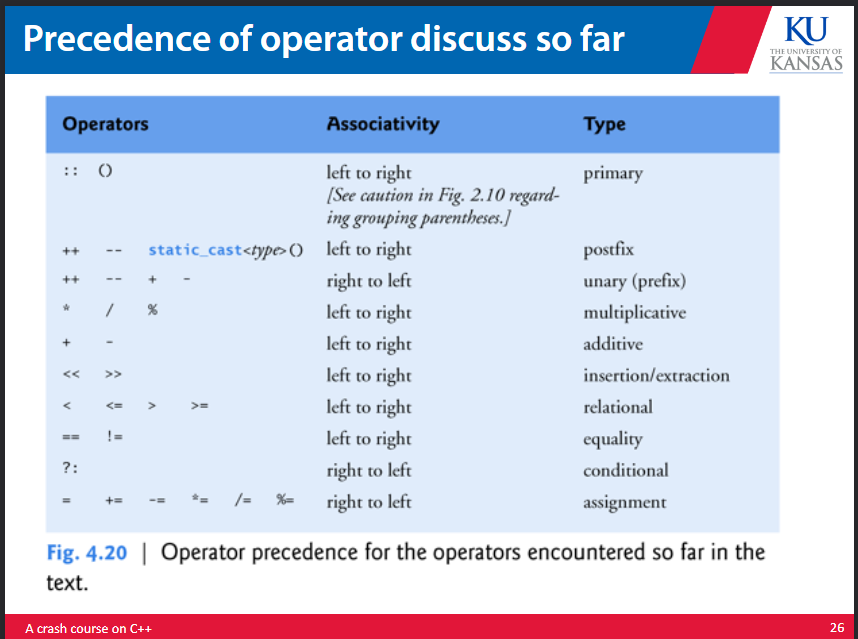 Precedence of operator discuss so far
KU
THE UNIVERSITY OF
KANSAS
Operators Associativity Type
:: () left to right primary
[See caution in Fig. 2.10 regard-
ing grouping parentheses.]
++ -- static_cast<type>() left to right postfix
++ -- + - right to left unary (prefix)
* / % left to right multiplicative
+ - left to right additive
<< >> left to right insertion/extraction
< <= > >= left to right relational
== != left to right equality
?: right to left conditional
= += -= *= /= %= right to left assignment
Fig. 4.20 | Operator precedence for the operators encountered so far in the
text.
A crash course on C++ 26